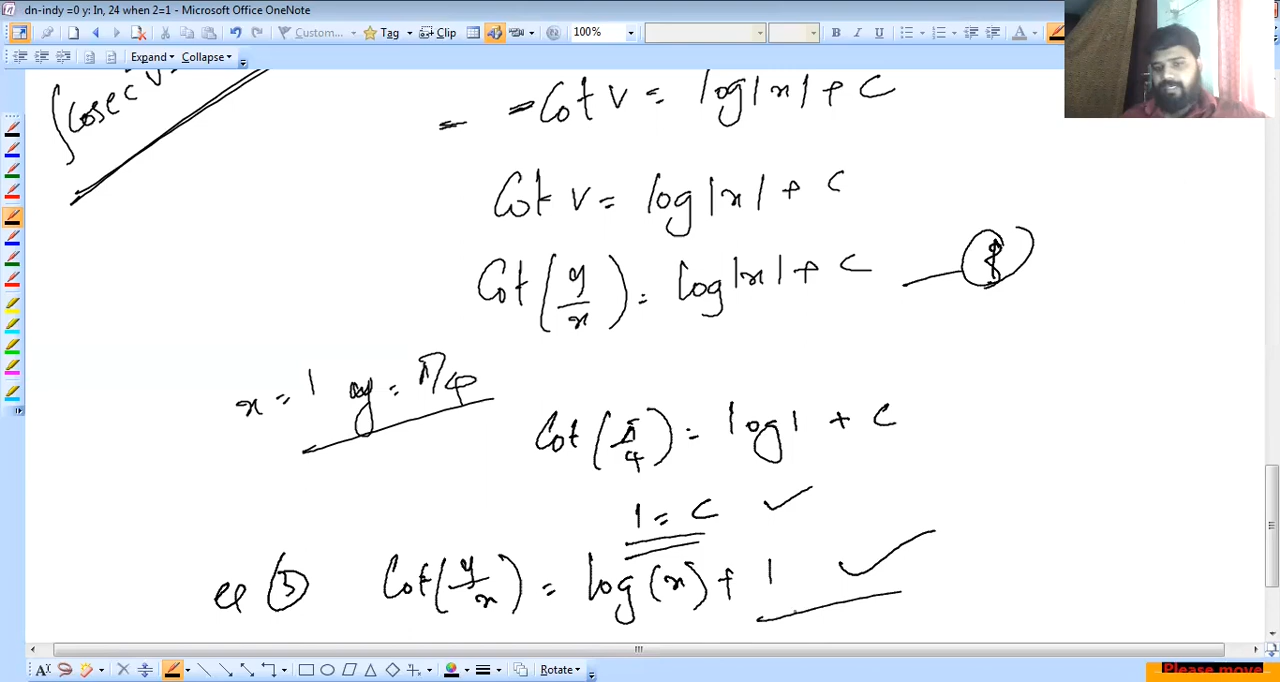 dn-indy =0 y: In, 24 when 2=1 - Microsoft Office OneNote
Custom... Tag Clip 100% B I U A
Expand Collapse
∫cosec² v
- cot v = log|x| + c
cot v = log|x| + c
cot(y/x) = log|x| + c
x = 1 y = π/4
cot(π/4) = log 1 + c
1 = c ✓
eq (3) cot(y/x) = log(x) + 1 ✓
Rotate
Please move